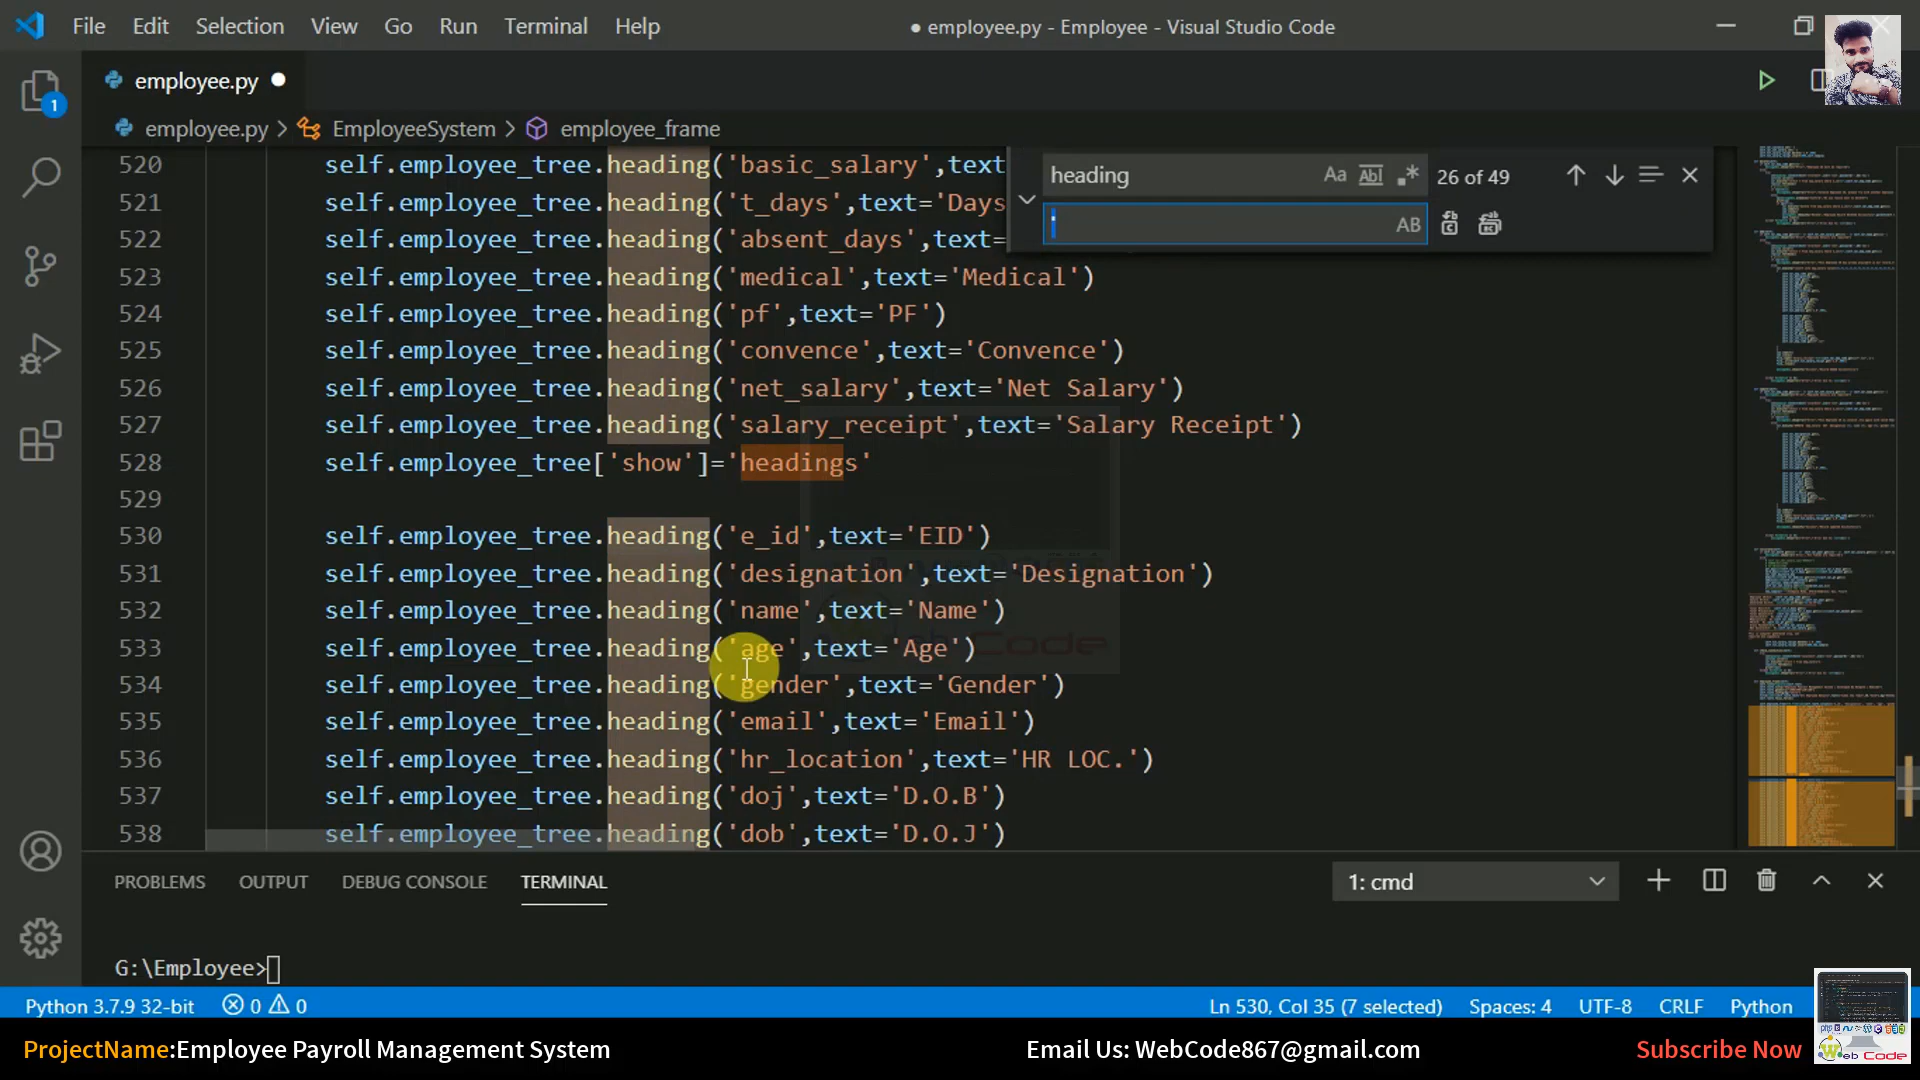 File Edit Selection View Go Run Terminal Help
● employee.py - Employee - Visual Studio Code
employee.py
employee.py > EmployeeSystem > employee_frame
heading
Aa Abl .* 26 of 49
'
AB
520 self.employee_tree.heading('basic_salary',text
521 self.employee_tree.heading('t_days',text='Days
522 self.employee_tree.heading('absent_days',text=
523 self.employee_tree.heading('medical',text='Medical')
524 self.employee_tree.heading('pf',text='PF')
525 self.employee_tree.heading('convence',text='Convence')
526 self.employee_tree.heading('net_salary',text='Net Salary')
527 self.employee_tree.heading('salary_receipt',text='Salary Receipt')
528 self.employee_tree['show']='headings'
529
530 self.employee_tree.heading('e_id',text='EID')
531 self.employee_tree.heading('designation',text='Designation')
532 self.employee_tree.heading('name',text='Name')
533 self.employee_tree.heading('age',text='Age')
534 self.employee_tree.heading('gender',text='Gender')
535 self.employee_tree.heading('email',text='Email')
536 self.employee_tree.heading('hr_location',text='HR LOC.')
537 self.employee_tree.heading('doj',text='D.O.B')
538 self.employee_tree.heading('dob',text='D.O.J')
1
PROBLEMS OUTPUT DEBUG CONSOLE TERMINAL
1: cmd
G:\Employee>
Python 3.7.9 32-bit 0 0
Ln 530, Col 35 (7 selected) Spaces: 4 UTF-8 CRLF Python
ProjectName:Employee Payroll Management System
Email Us: WebCode867@gmail.com
Subscribe Now
Web Code